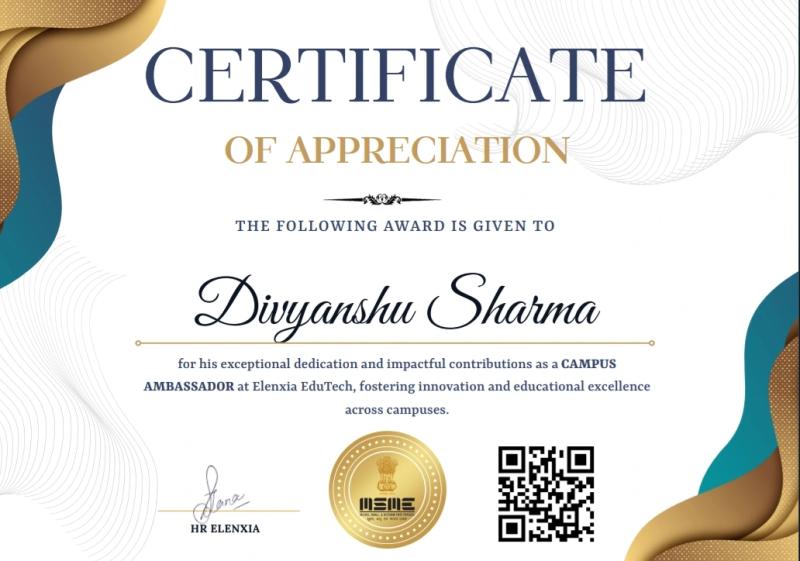 CERTIFICATE
OF APPRECIATION
THE FOLLOWING AWARD IS GIVEN TO
Divyanshu Sharma
for his exceptional dedication and impactful contributions as a CAMPUS
AMBASSADOR at Elenxia EduTech, fostering innovation and educational excellence
across campuses.
HR ELENXIA
MSME